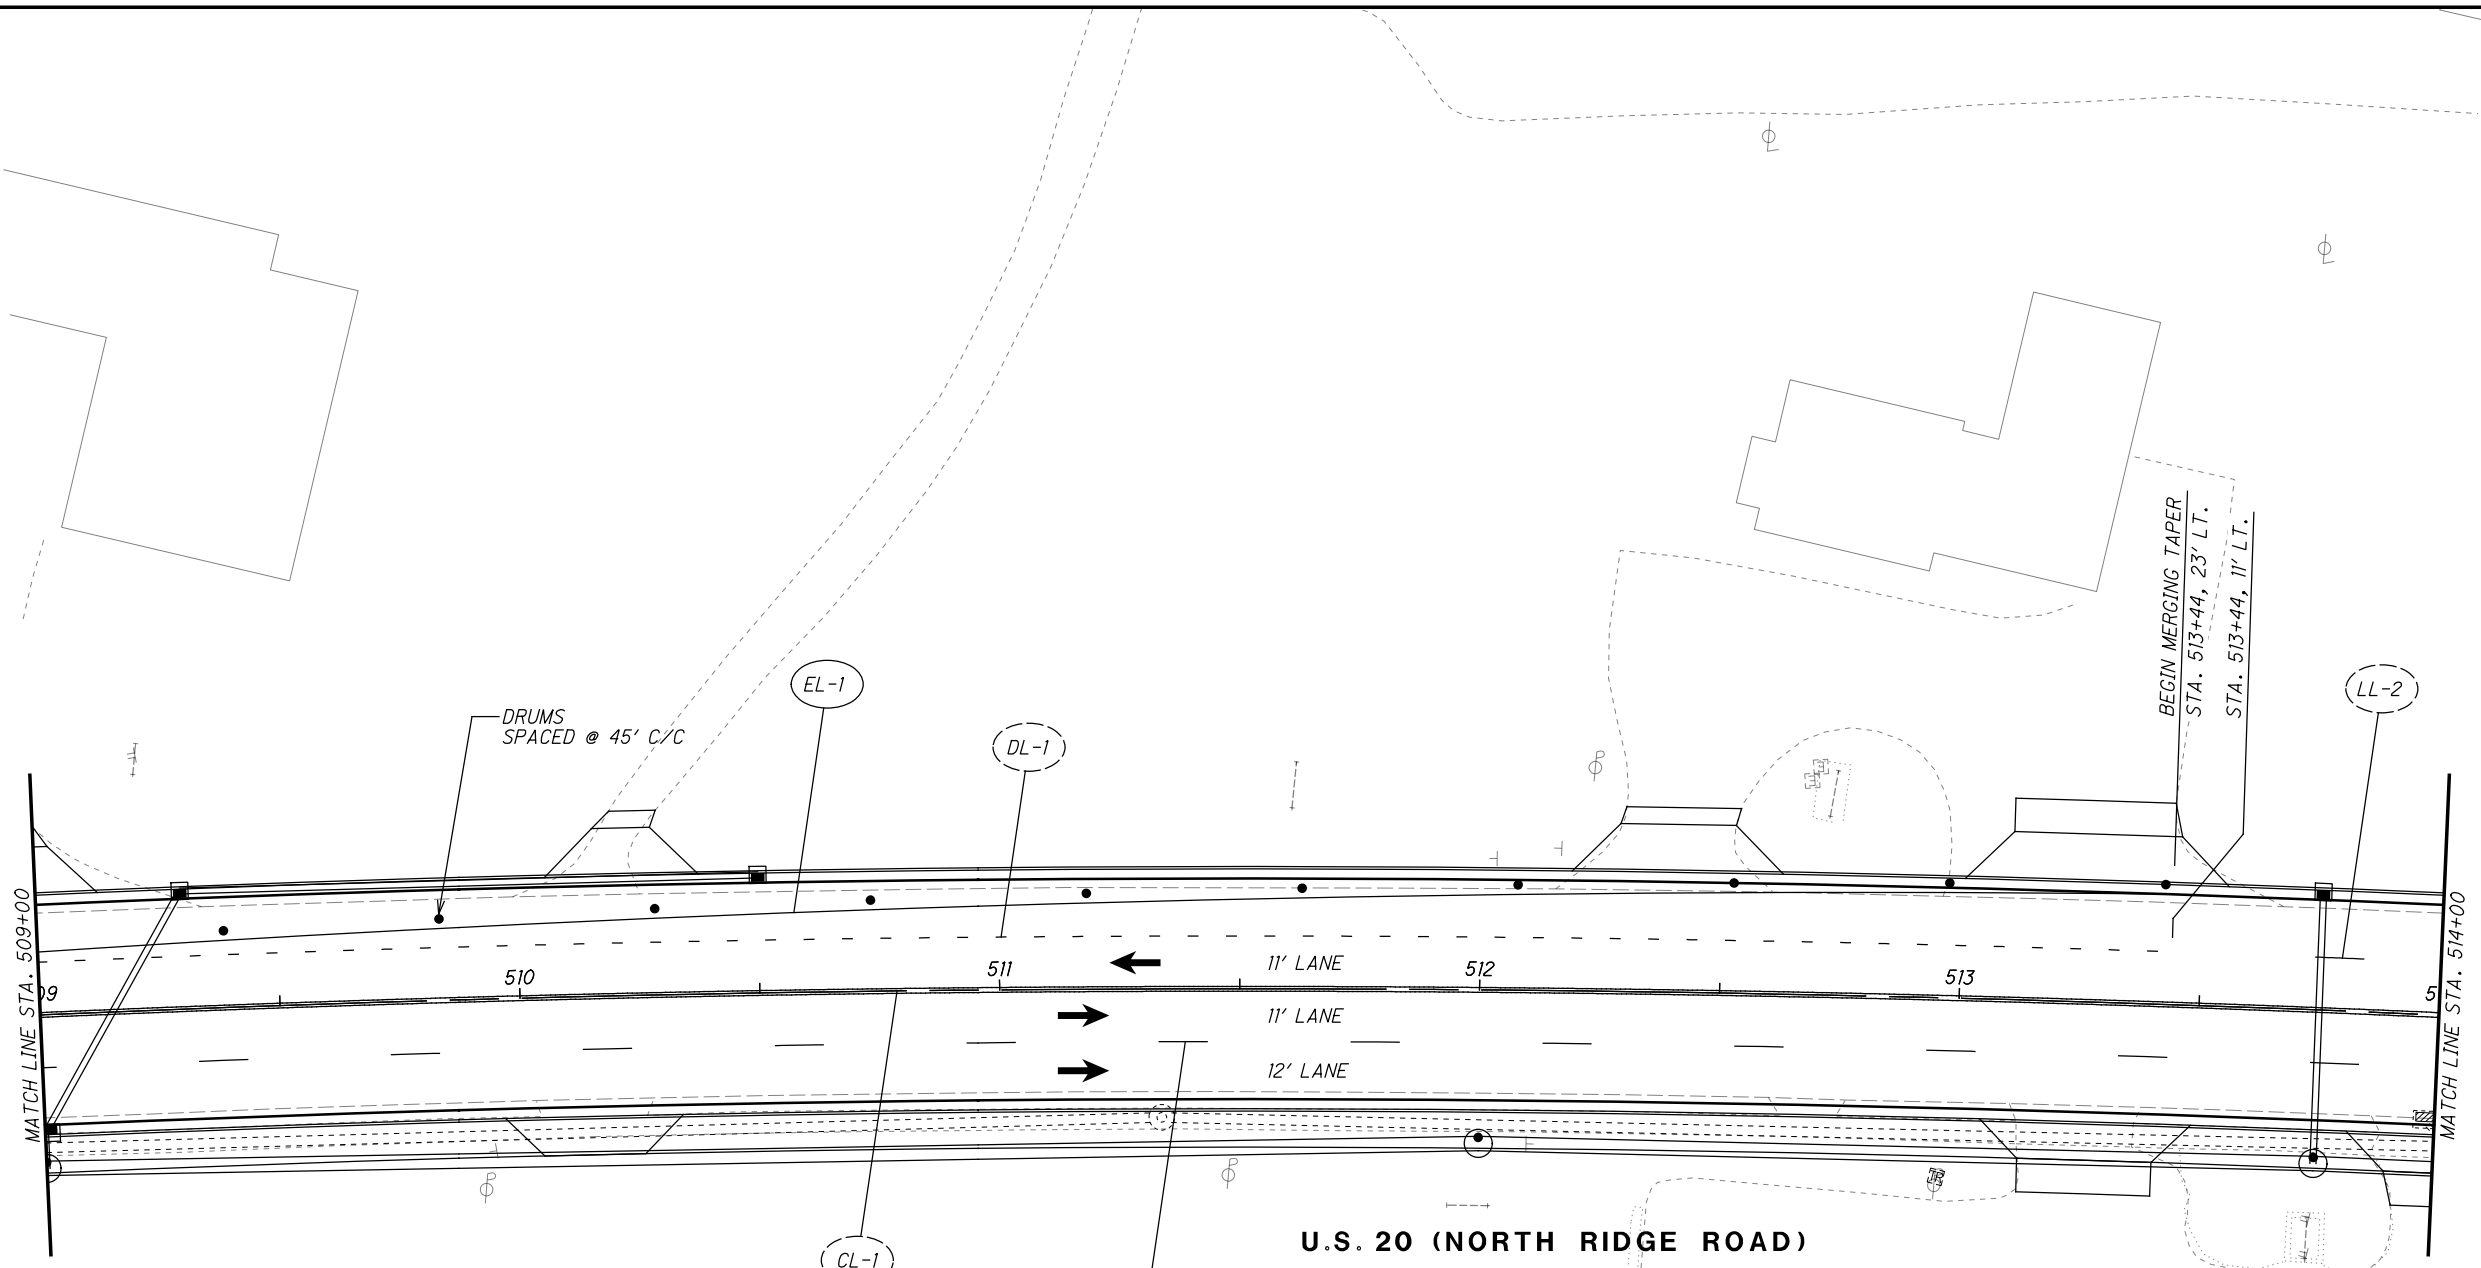 BEGIN MERGING TAPER
STA. 513+44, 23' LT.
STA. 513+44, 11' LT.
EL-1
LL-2
DRUMS
SPACED @ 45' C/C
DL-1
MATCH LINE STA. 509+00
MATCH LINE STA. 514+00
09
510
511
512
513
5
11' LANE
11' LANE
12' LANE
TR
U.S. 20 (NORTH RIDGE ROAD)
CL-1